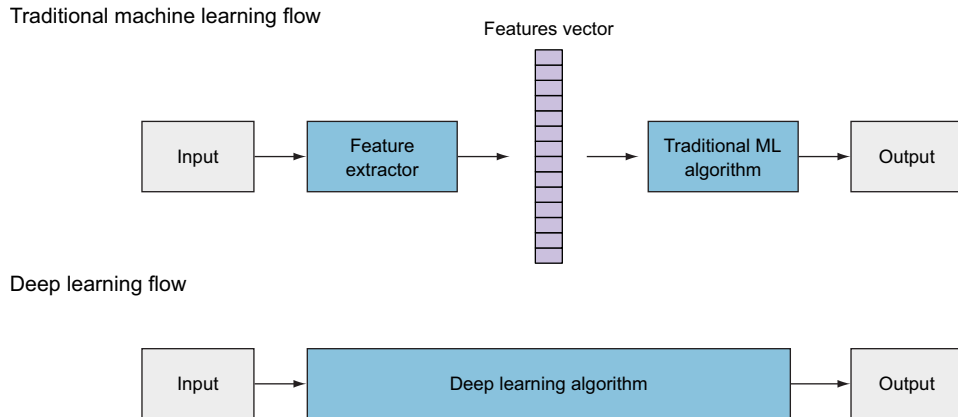 Traditional machine learning flow
Features vector
Input
Feature
extractor
Traditional ML
algorithm
Output
Deep learning flow
Input
Deep learning algorithm
Output